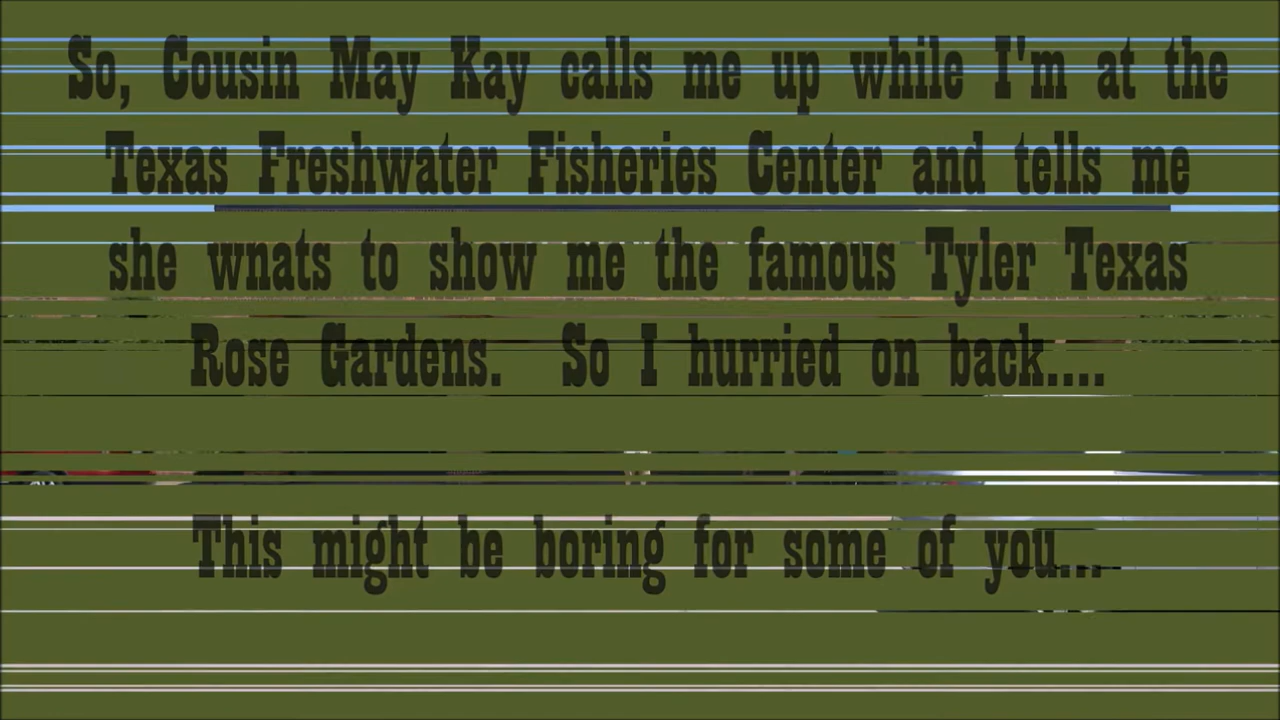 So, Cousin May Kay calls me up while I'm at the
Texas Freshwater Fisheries Center and tells me
she wnats to show me the famous Tyler Texas
Rose Gardens. So I hurried on back....
This might be boring for some of you...